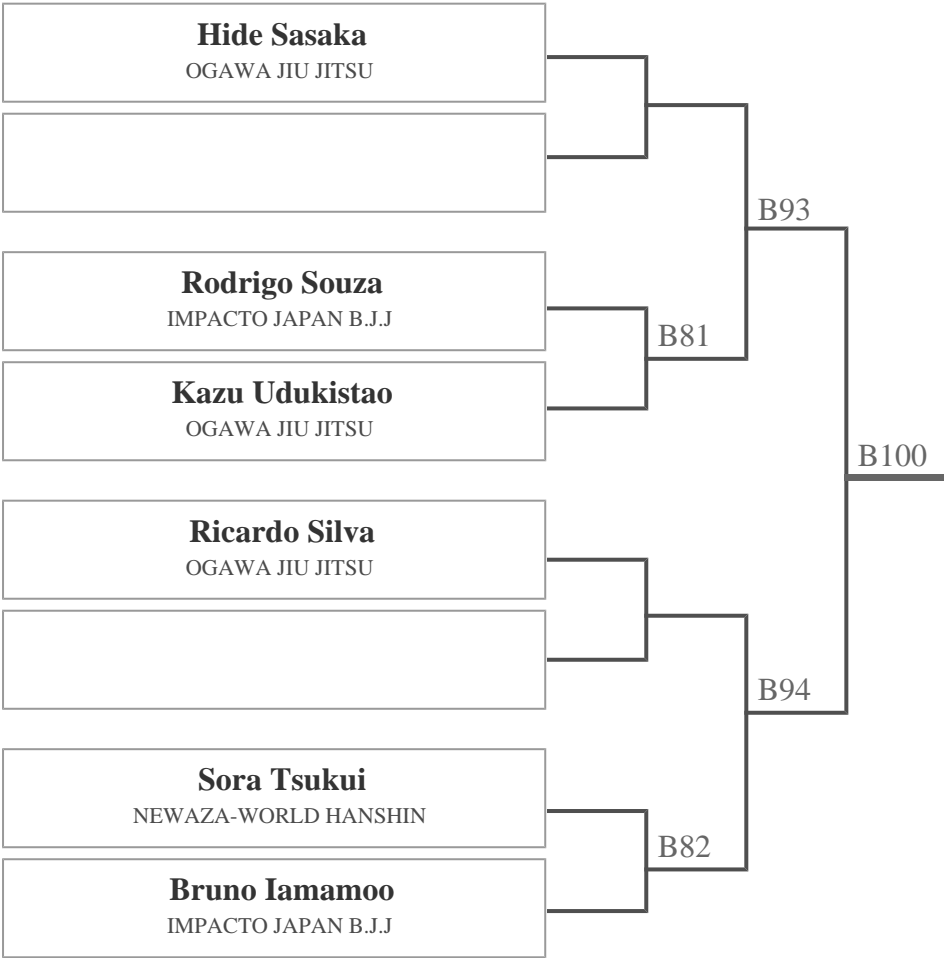 Hide Sasaka
OGAWA JIU JITSU
B93
Rodrigo Souza
IMPACTO JAPAN B.J.J
B81
Kazu Udukistao
OGAWA JIU JITSU
B100
Ricardo Silva
OGAWA JIU JITSU
B94
Sora Tsukui
NEWAZA-WORLD HANSHIN
B82
Bruno Iamamoo
IMPACTO JAPAN B.J.J